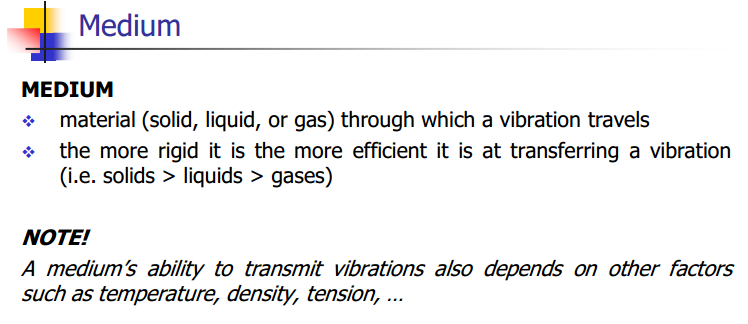 Medium
MEDIUM
❖ material (solid, liquid, or gas) through which a vibration travels
❖ the more rigid it is the more efficient it is at transferring a vibration
(i.e. solids > liquids > gases)
NOTE!
A medium's ability to transmit vibrations also depends on other factors
such as temperature, density, tension, …